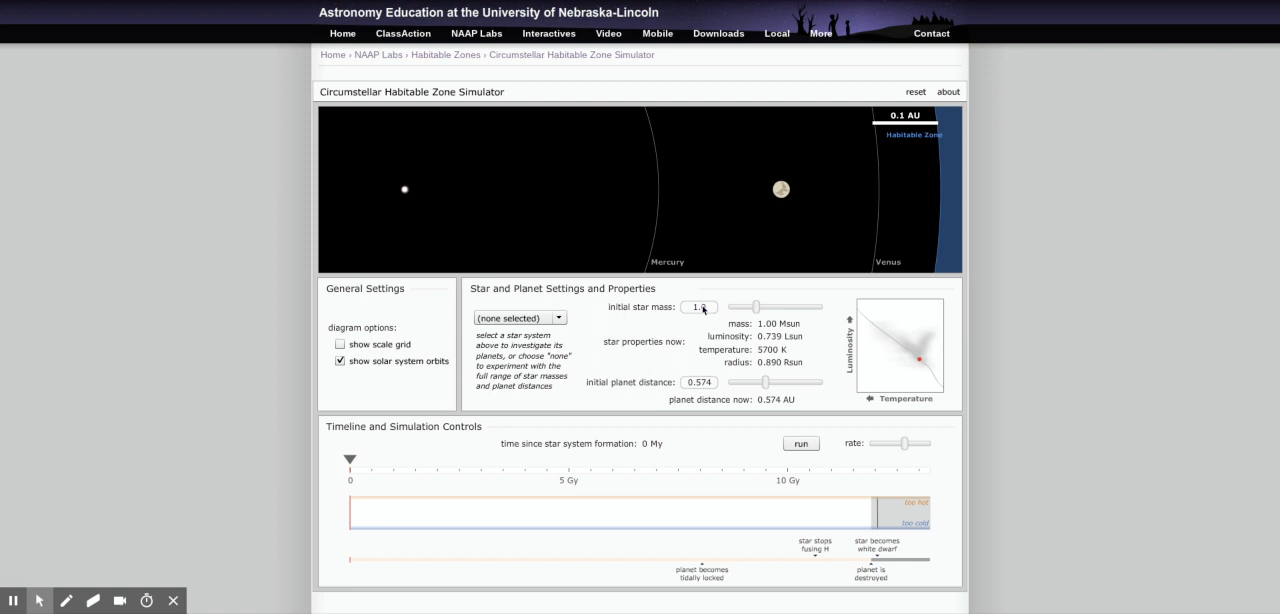 Astronomy Education at the University of Nebraska-Lincoln
Home ClassAction NAAP Labs Interactives Video Mobile Downloads Local More Contact
Home › NAAP Labs › Habitable Zones › Circumstellar Habitable Zone Simulator
Circumstellar Habitable Zone Simulator reset about
0.1 AU
Habitable Zone
Mercury Venus
General Settings
diagram options:
show scale grid
show solar system orbits
Star and Planet Settings and Properties
(none selected)
select a star system
above to investigate its
planets, or choose "none"
to experiment with the
full range of star masses
and planet distances
initial star mass: 1.0
star properties now:
mass: 1.00 Msun
luminosity: 0.739 Lsun
temperature: 5700 K
radius: 0.890 Rsun
initial planet distance: 0.574
planet distance now: 0.574 AU
Luminosity
Temperature
Timeline and Simulation Controls
time since star system formation: 0 My run rate:
0 5 Gy 10 Gy
too hot
too cold
star stops
fusing H
star becomes
white dwarf
planet becomes
tidally locked
planet is
destroyed